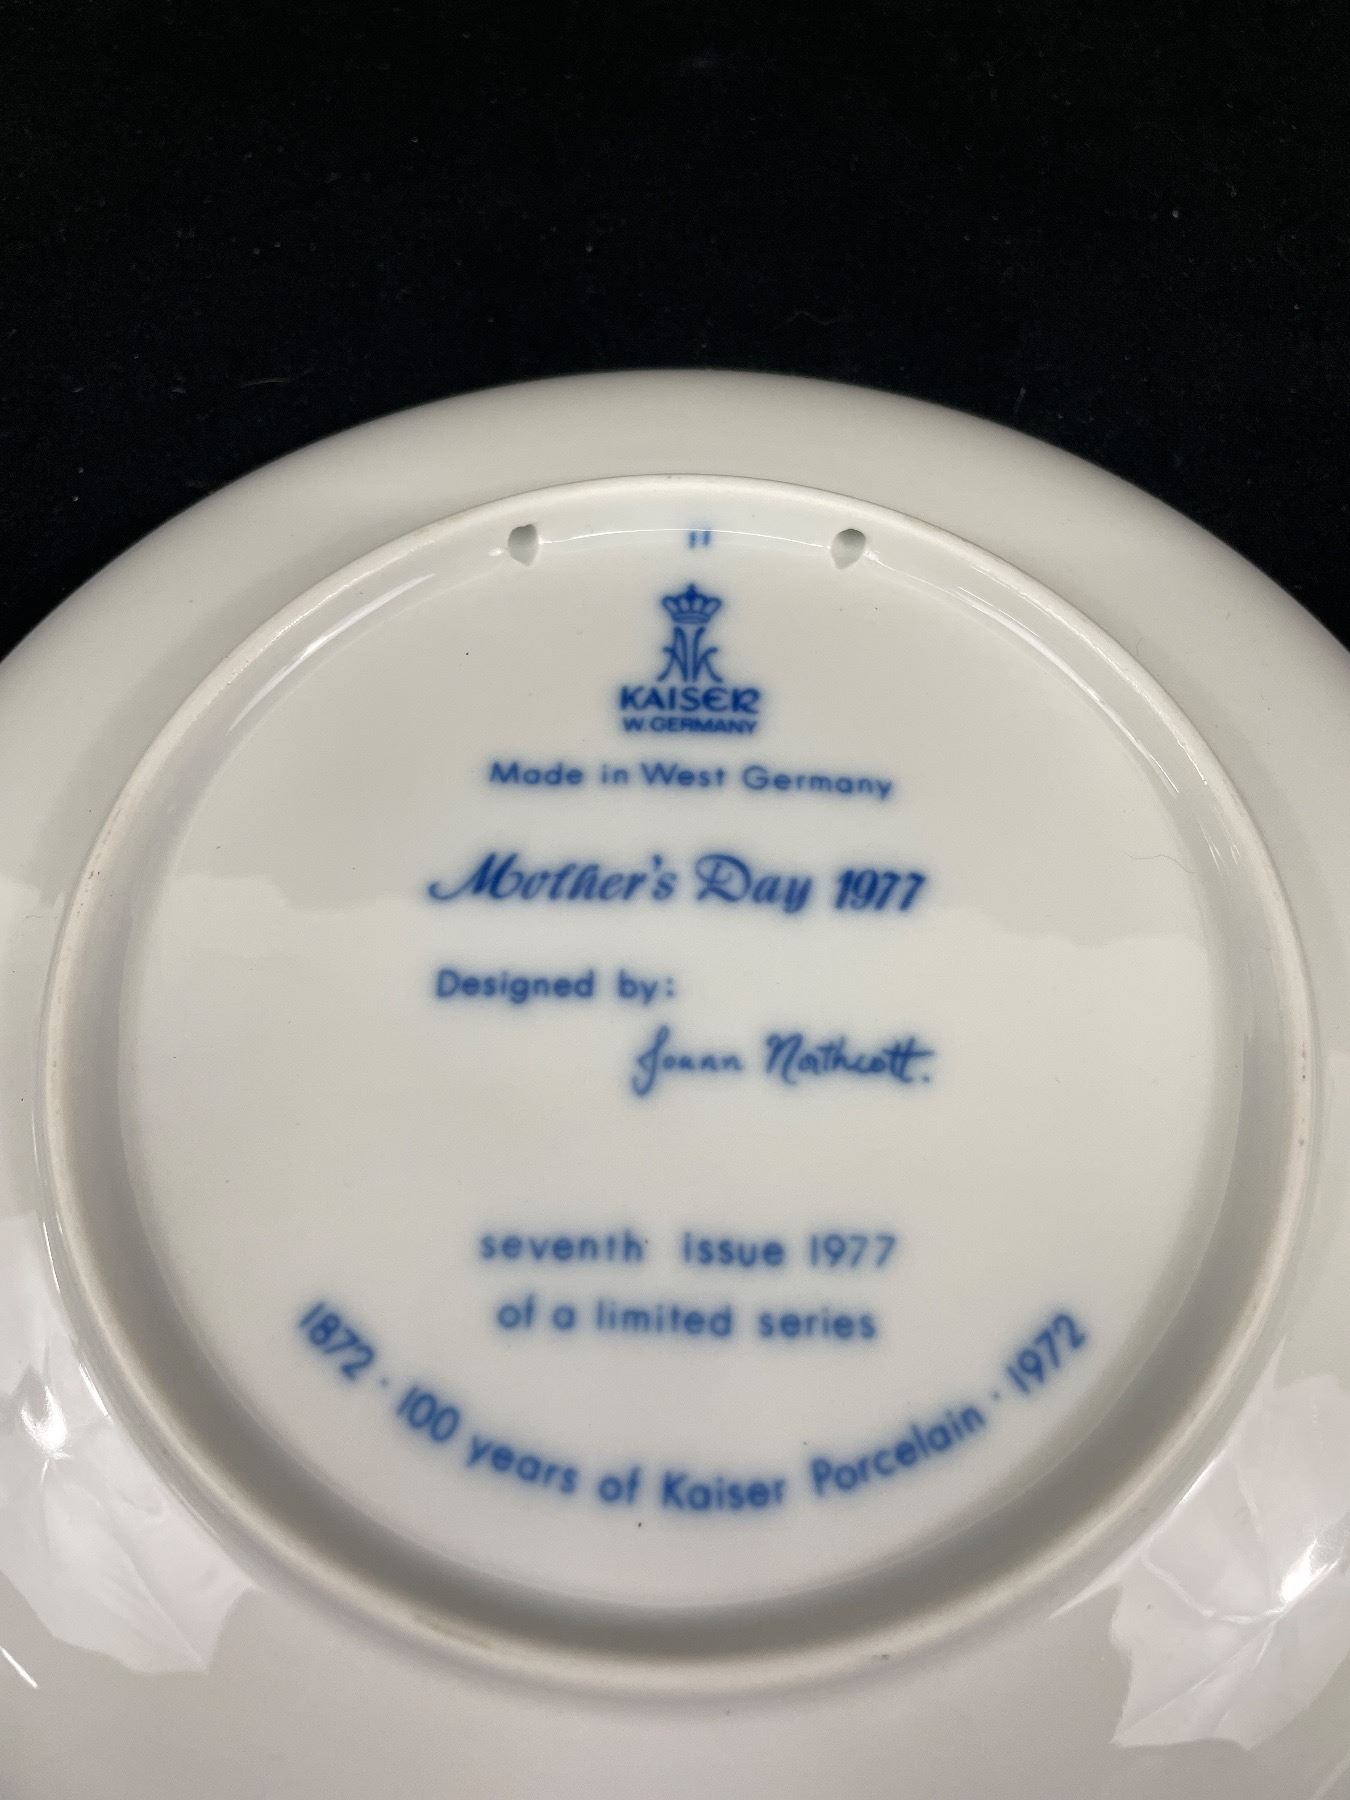 AK
KAISER
W. GERMANY
Made in West Germany
Mother's Day 1977
Designed by:
Joann Northcott.
seventh issue 1977
of a limited series
1872 · 100 years of Kaiser Porcelain · 1972